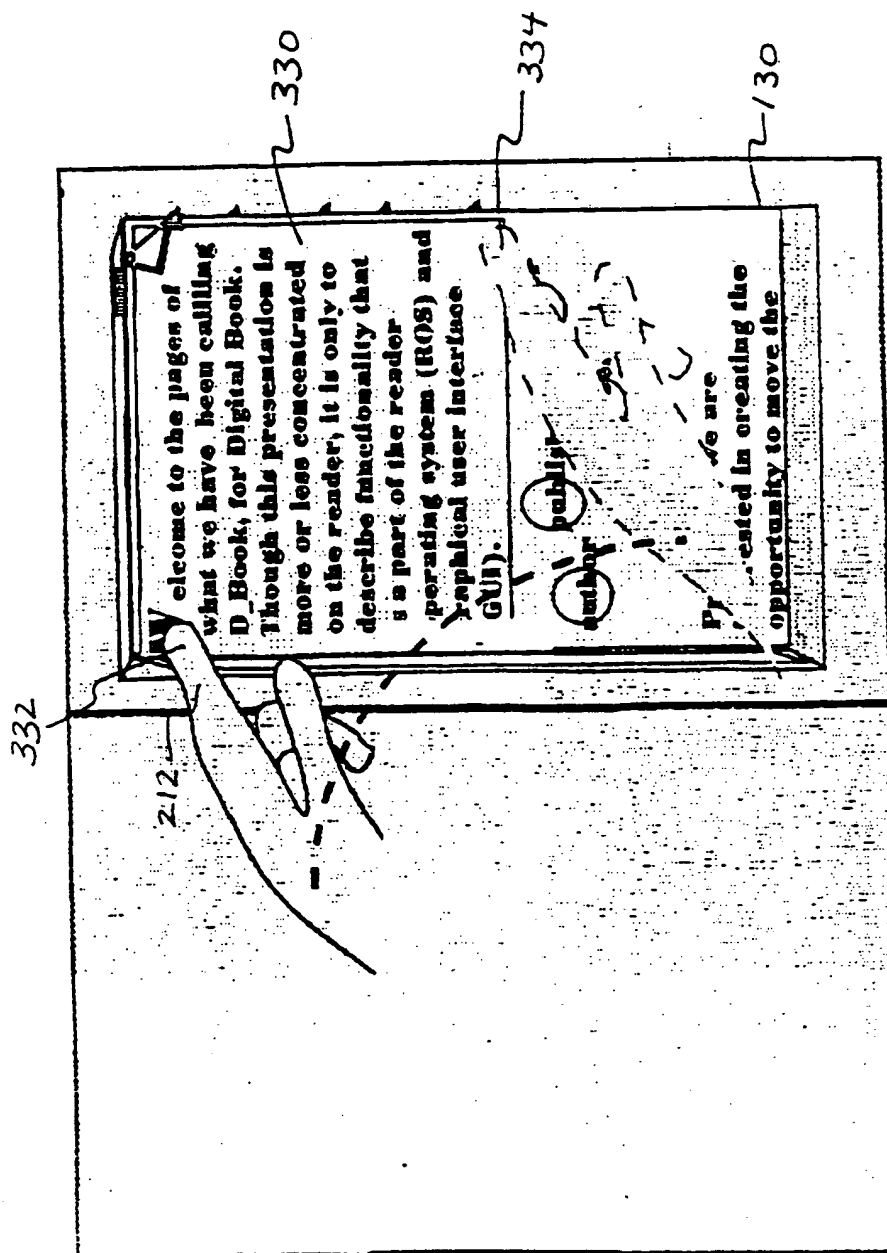 332
212
elcome to the pages of
what we have been callling
D_Book, for Digital Book.
Though this presentation is
more or less concentrated
on the reader, it is only to
describe functionality that
s a part of the reader
perating system (ROS) and
raphical user interface
GUI).
author publish
Pr
ested in creating the
opportunity to move the
330
334
130